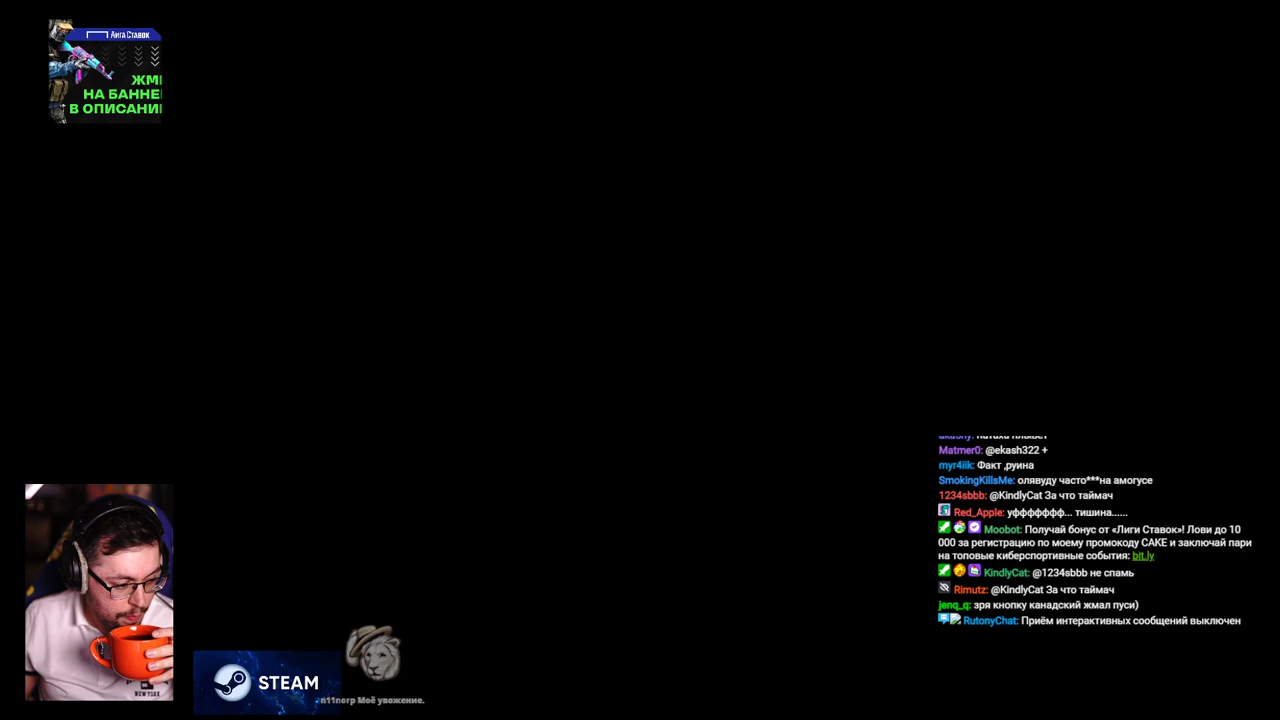 Лига Ставок
ЖМИ
НА БАННЕ
В ОПИСАНИ
Matmer0: @ekash322 +
myr4iik: Факт ,руина
SmokingKillsMe: олявуду часто***на амогусе
1234sbbb: @KindlyCat За что таймач
Red_Apple: уффффффф... тишина......
Moobot: Получай бонус от «Лиги Ставок»! Лови до 10
000 за регистрацию по моему промокоду CAKE и заключай пари
на топовые киберспортивные события: bit.ly
KindlyCat: @1234sbbb не спамь
Rimutz: @KindlyCat За что таймач
jenq_q: зря кнопку канадский жмал пуси)
RutonyChat: Приём интерактивных сообщений выключен
NEW YORK
STEAM
Моё увожение.